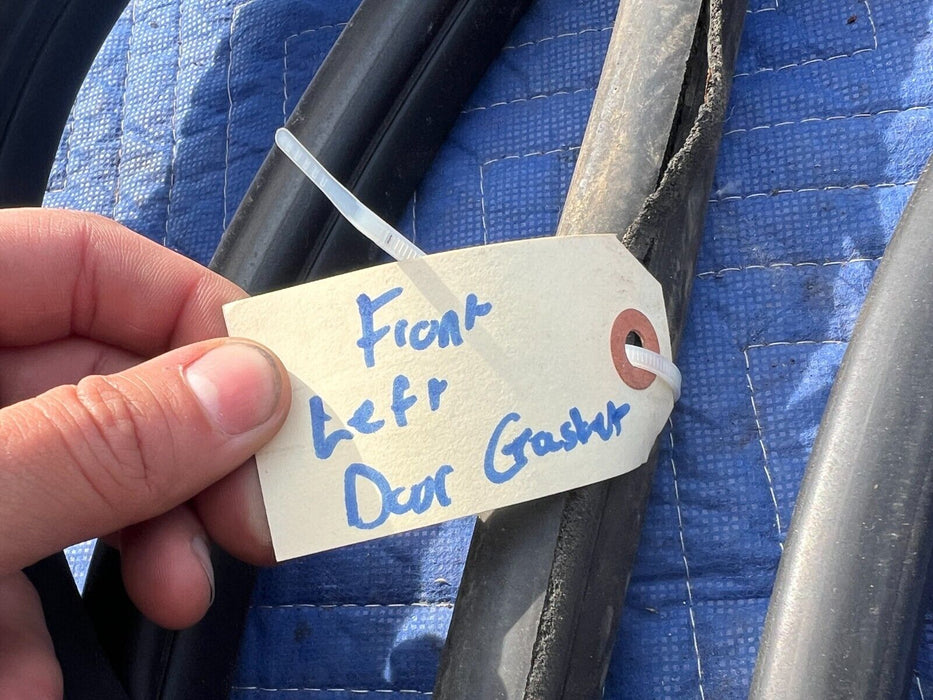 Front
Left
Door Gasket